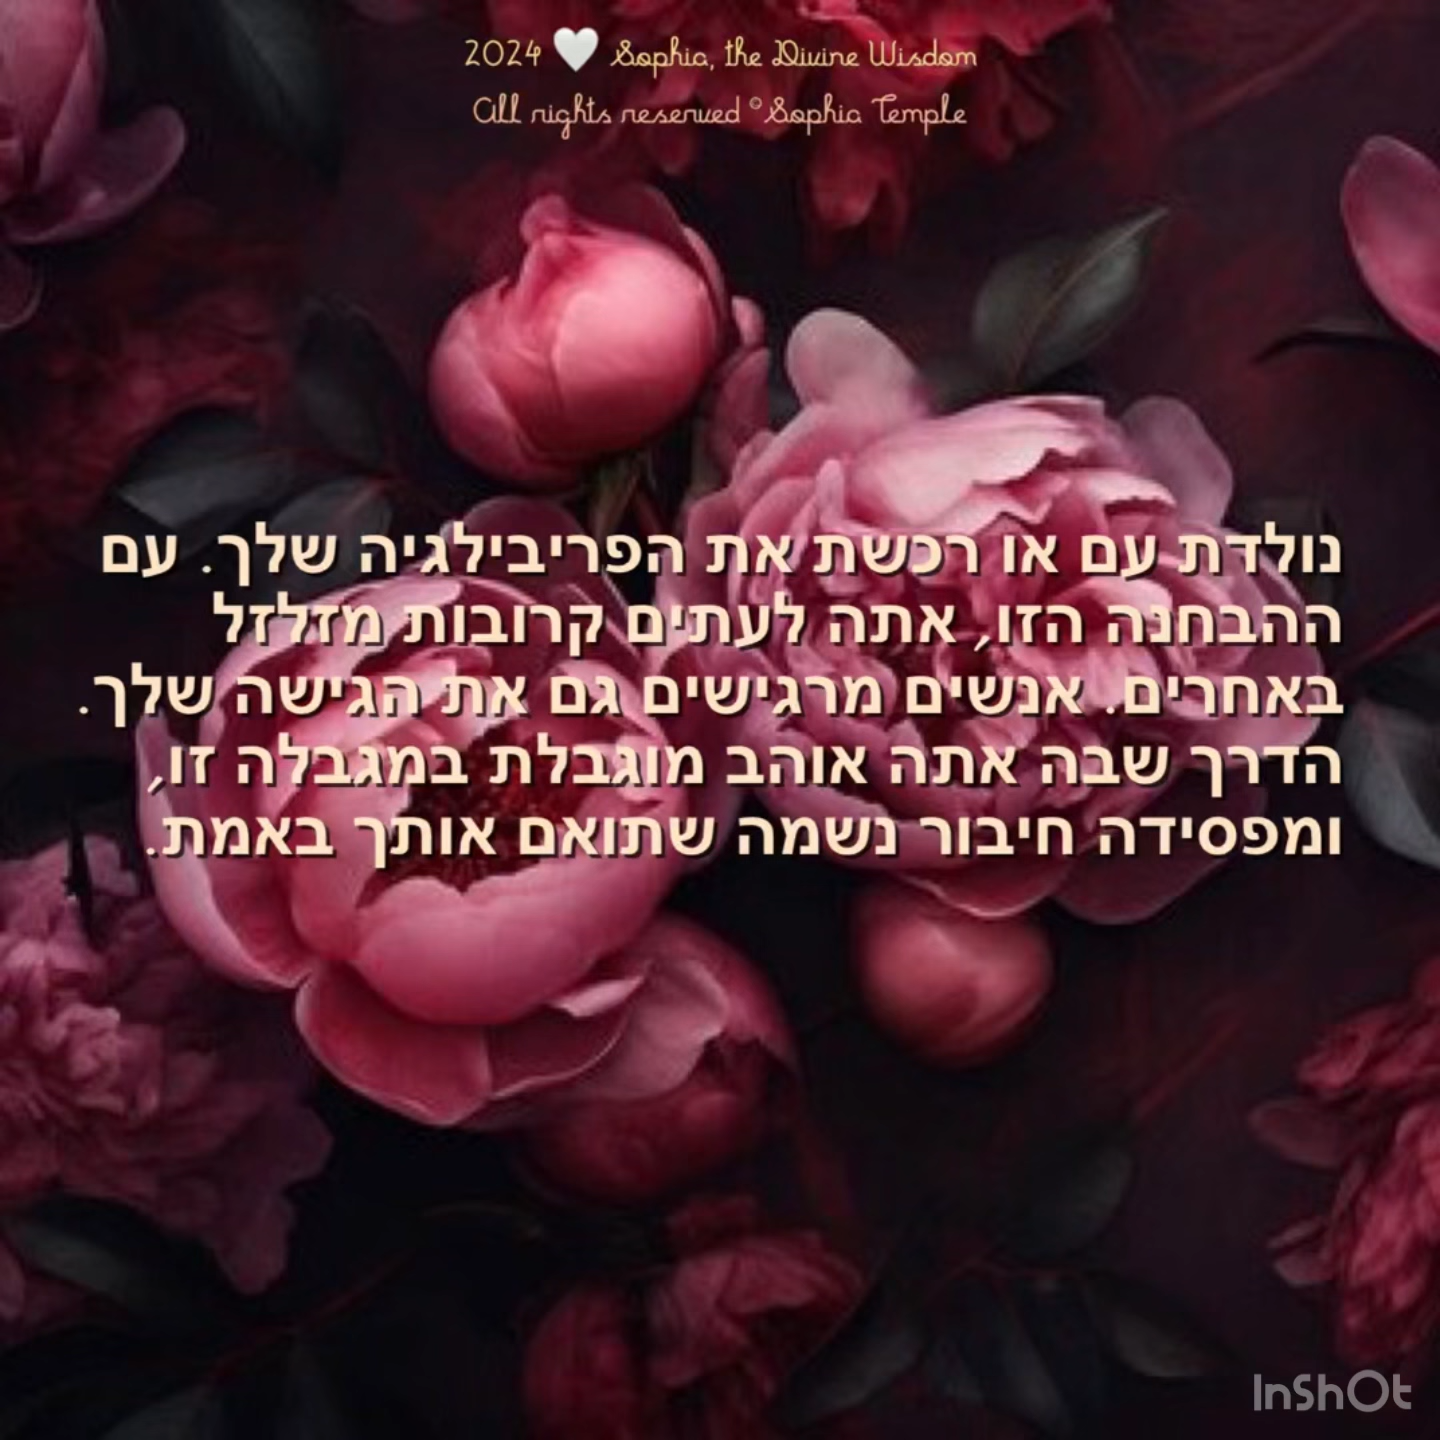 2024 🤍 Sophia, the Divine Wisdom
All rights reserved ©Sophia Temple
נולדת עם או רכשת את הפריבילגיה שלך. עם
ההבחנה הזו, אתה לעתים קרובות מזלזל
באחרים. אנשים מרגישים גם את הגישה שלך.
הדרך שבה אתה אוהב מוגבלת במגבלה זו,
ומפסידה חיבור נשמה שתואם אותך באמת.
InShOt